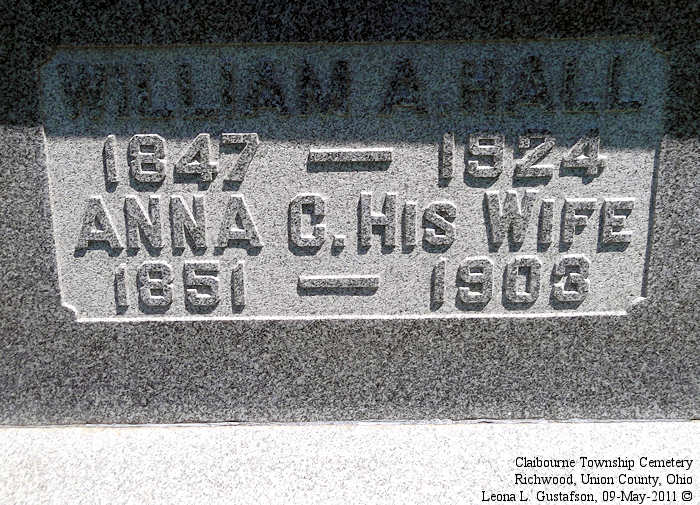 WILLIAM A. HALL
1847 — 1924
ANNA C. HIS WIFE
1851 — 1903
Claibourne Township Cemetery
Richwood, Union County, Ohio
Leona L. Gustafson, 09-May-2011 ©